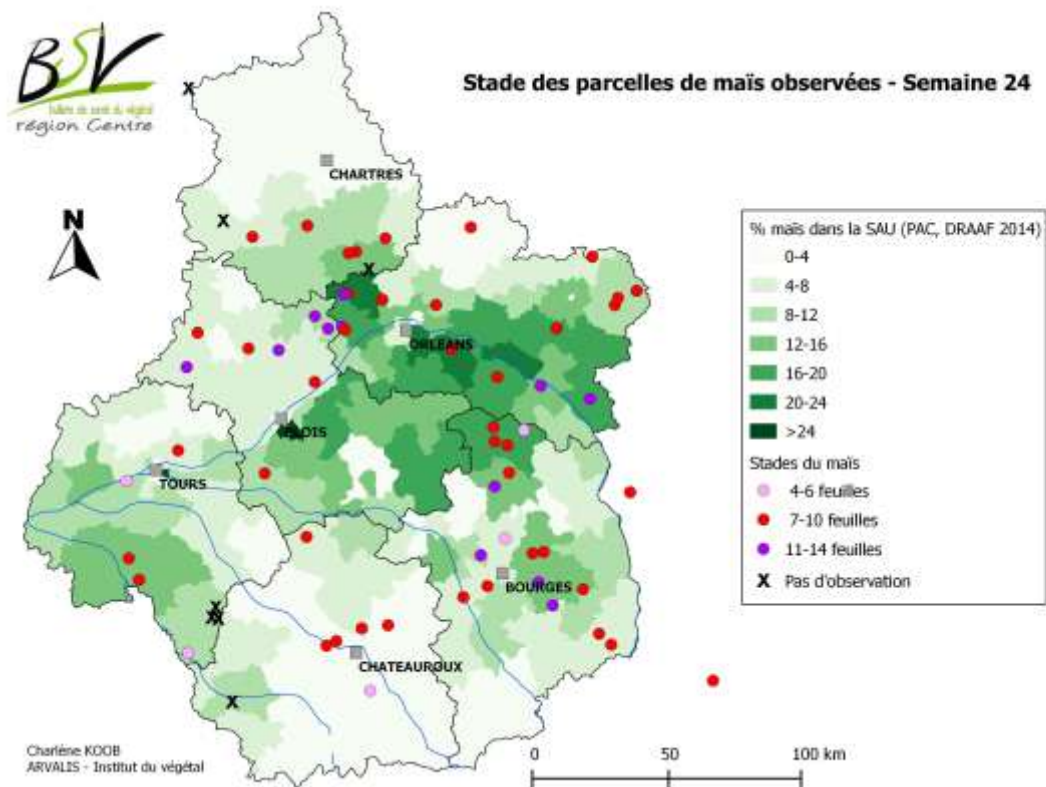 BSV
bulletin de santé du végétal
région Centre
Stade des parcelles de maïs observées - Semaine 24
N
CHARTRES
ORLEANS
BLOIS
TOURS
BOURGES
CHATEAUROUX
% maïs dans la SAU (PAC, DRAAF 2014)
0-4
4-8
8-12
12-16
16-20
20-24
>24
Stades du maïs
4-6 feuilles
7-10 feuilles
11-14 feuilles
X Pas d'observation
Charlène KOOB
ARVALIS - Institut du végétal
0 50 100 km